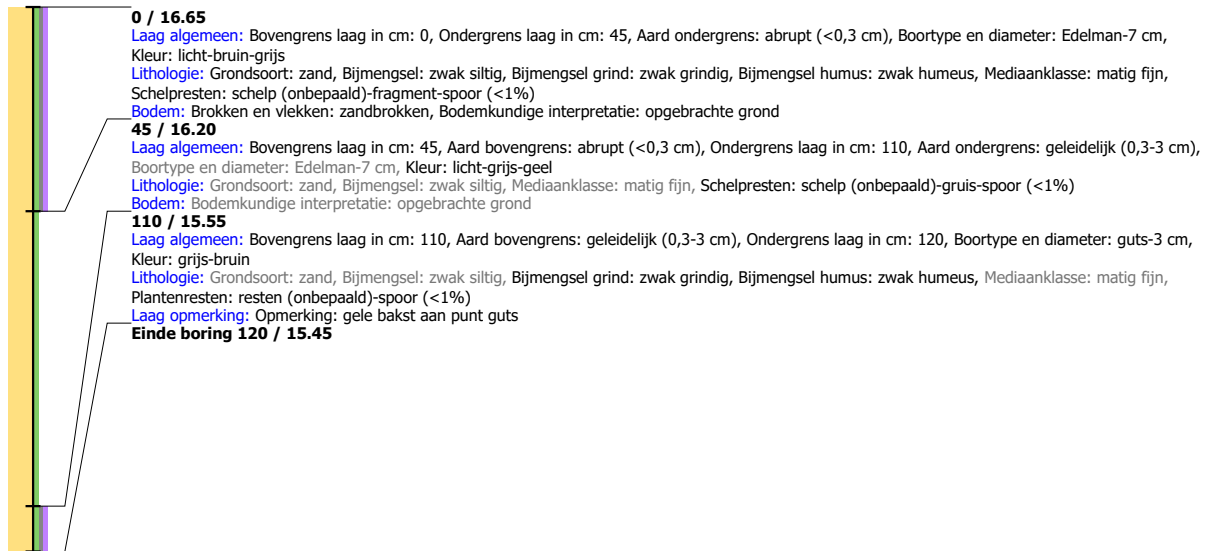 0 / 16.65
Laag algemeen: Bovengrens laag in cm: 0, Ondergrens laag in cm: 45, Aard ondergrens: abrupt (<0,3 cm), Boortype en diameter: Edelman-7 cm,
Kleur: licht-bruin-grijs
Lithologie: Grondsoort: zand, Bijmengsel: zwak siltig, Bijmengsel grind: zwak grindig, Bijmengsel humus: zwak humeus, Mediaanklasse: matig fijn,
Schelpresten: schelp (onbepaald)-fragment-spoor (<1%)
Bodem: Brokken en vlekken: zandbrokken, Bodemkundige interpretatie: opgebrachte grond
45 / 16.20
Laag algemeen: Bovengrens laag in cm: 45, Aard bovengrens: abrupt (<0,3 cm), Ondergrens laag in cm: 110, Aard ondergrens: geleidelijk (0,3-3 cm),
Boortype en diameter: Edelman-7 cm, Kleur: licht-grijs-geel
Lithologie: Grondsoort: zand, Bijmengsel: zwak siltig, Mediaanklasse: matig fijn, Schelpresten: schelp (onbepaald)-gruis-spoor (<1%)
Bodem: Bodemkundige interpretatie: opgebrachte grond
110 / 15.55
Laag algemeen: Bovengrens laag in cm: 110, Aard bovengrens: geleidelijk (0,3-3 cm), Ondergrens laag in cm: 120, Boortype en diameter: guts-3 cm,
Kleur: grijs-bruin
Lithologie: Grondsoort: zand, Bijmengsel: zwak siltig, Bijmengsel grind: zwak grindig, Bijmengsel humus: zwak humeus, Mediaanklasse: matig fijn,
Plantenresten: resten (onbepaald)-spoor (<1%)
Laag opmerking: Opmerking: gele bakst aan punt guts
Einde boring 120 / 15.45